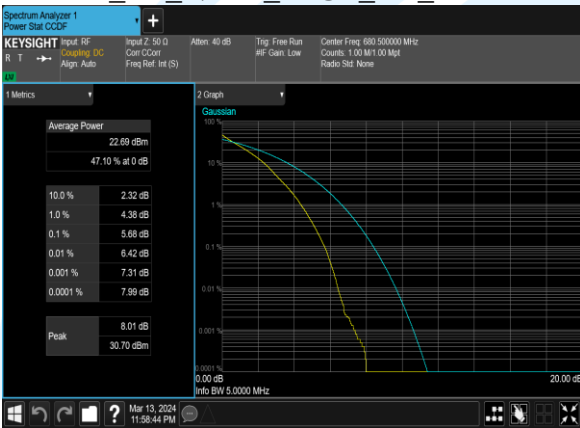 Spectrum Analyzer 1
Power Stat CCDF
+
KEYSIGHT
R T
LXI
Input: RF
Coupling: DC
Align: Auto
Input Z: 50 Ω
Corr CCorr
Freq Ref: Int (S)
Atten: 40 dB
Trig: Free Run
#IF Gain: Low
Center Freq: 680.500000 MHz
Counts: 1.00 M/1.00 Mpt
Radio Std: None
1 Metrics
Average Power
22.69 dBm
47.10 % at 0 dB
10.0 % 2.32 dB
1.0 % 4.38 dB
0.1 % 5.68 dB
0.01 % 6.42 dB
0.001 % 7.31 dB
0.0001 % 7.99 dB
Peak
8.01 dB
30.70 dBm
2 Graph
Gaussian
100 %
10 %
1 %
0.1 %
0.01 %
0.001 %
0.0001 %
0.00 dB 20.00 dB
Info BW 5.0000 MHz
?
Mar 13, 2024
11:58:44 PM